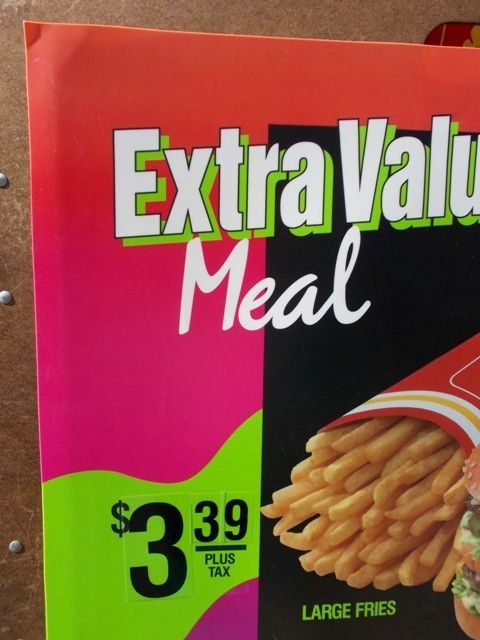 Extra Valu
Meal
$3 39
PLUS
TAX
LARGE FRIES